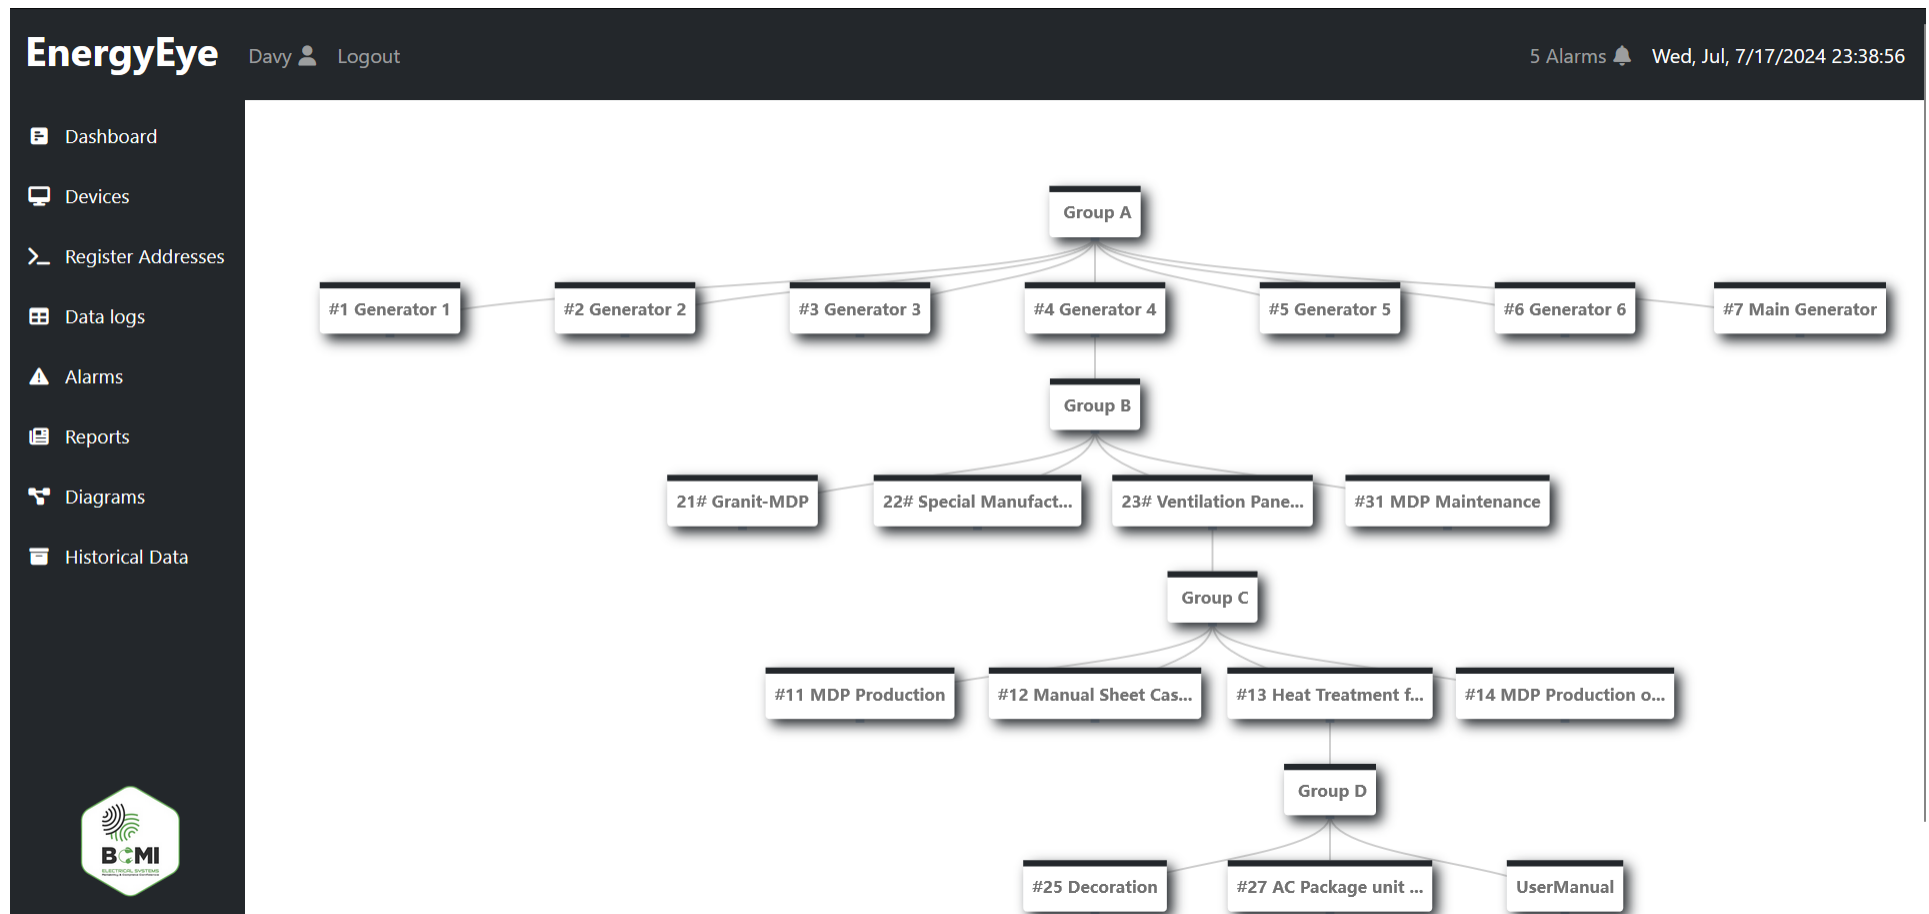 EnergyEye Davy Logout 5 Alarms Wed, Jul, 7/17/2024 23:38:56
Dashboard
Devices
Register Addresses
Data logs
Alarms
Reports
Diagrams
Historical Data
BEMI
ELECTRICAL SYSTEMS
Group A
#1 Generator 1
#2 Generator 2
#3 Generator 3
#4 Generator 4
#5 Generator 5
#6 Generator 6
#7 Main Generator
Group B
21# Granit-MDP
22# Special Manufact...
23# Ventilation Pane...
#31 MDP Maintenance
Group C
#11 MDP Production
#12 Manual Sheet Cas...
#13 Heat Treatment f...
#14 MDP Production o...
Group D
#25 Decoration
#27 AC Package unit ...
UserManual